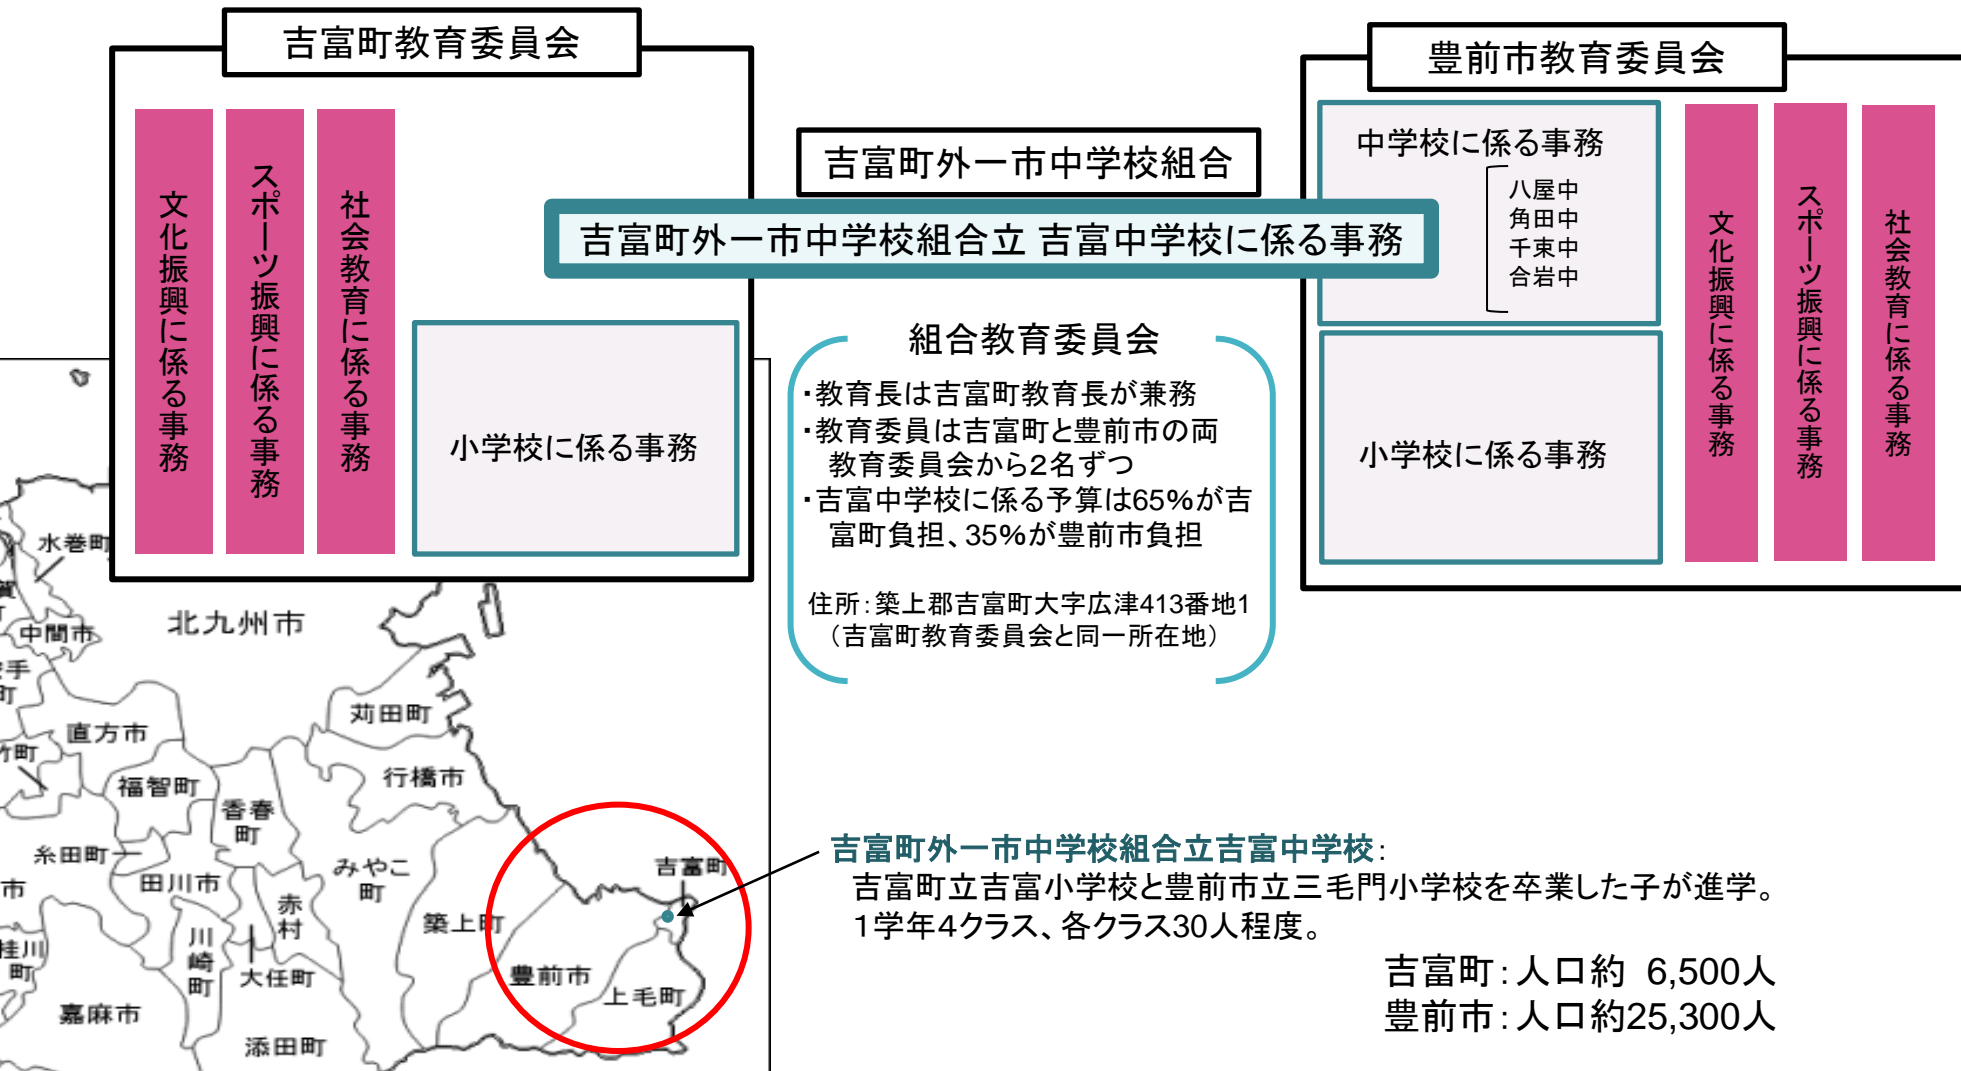 吉富町教育委員会
文化振興に係る事務
スポーツ振興に係る事務
社会教育に係る事務
小学校に係る事務
吉富町外一市中学校組合
吉富町外一市中学校組合立 吉富中学校に係る事務
組合教育委員会
・教育長は吉富町教育長が兼務
・教育委員は吉富町と豊前市の両
教育委員会から2名ずつ
・吉富中学校に係る予算は65%が吉
富町負担、35%が豊前市負担
住所:築上郡吉富町大字広津413番地1
(吉富町教育委員会と同一所在地)
豊前市教育委員会
中学校に係る事務
八屋中
角田中
千束中
合岩中
小学校に係る事務
文化振興に係る事務
スポーツ振興に係る事務
社会教育に係る事務
水巻町
中間市
北九州市
手
町
直方市
苅田町
竹町
福智町
行橋市
香春
町
糸田町
田川市
みやこ
町
吉富町
市
赤
村
築上町
桂川
町
川
崎
町
大任町
豊前市
上毛町
嘉麻市
添田町
吉富町外一市中学校組合立吉富中学校:
吉富町立吉富小学校と豊前市立三毛門小学校を卒業した子が進学。
1学年4クラス、各クラス30人程度。
吉富町:人口約 6,500人
豊前市:人口約25,300人